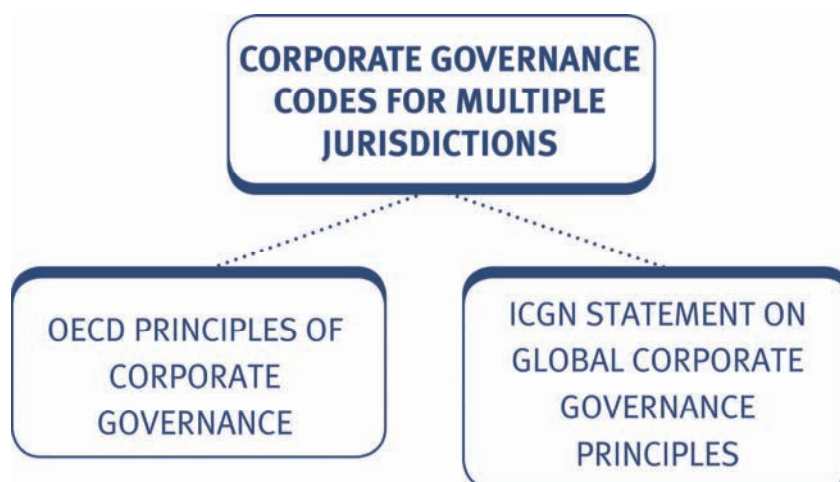 CORPORATE GOVERNANCE
CODES FOR MULTIPLE
JURISDICTIONS
OECD PRINCIPLES OF
CORPORATE
GOVERNANCE
ICGN STATEMENT ON
GLOBAL CORPORATE
GOVERNANCE
PRINCIPLES